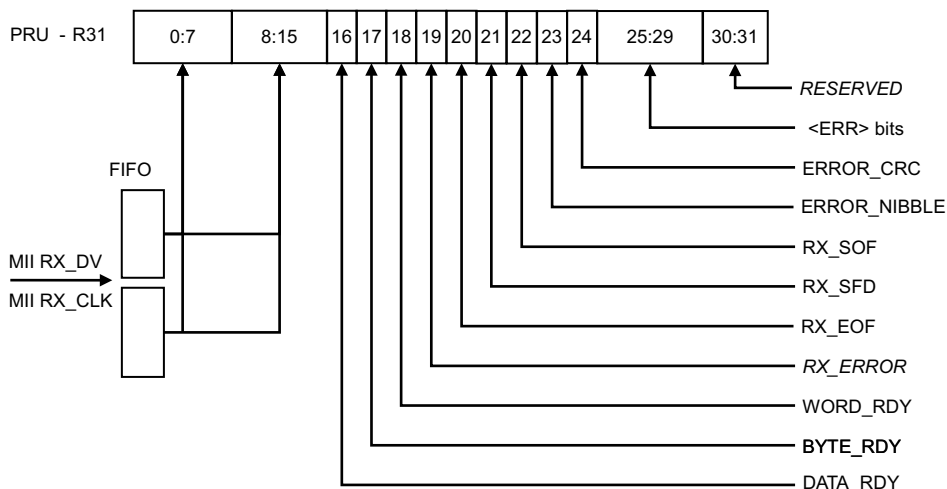 PRU - R31 0:7 8:15 16 17 18 19 20 21 22 23 24 25:29 30:31
RESERVED
<ERR> bits
ERROR_CRC
ERROR_NIBBLE
RX_SOF
RX_SFD
RX_EOF
RX_ERROR
WORD_RDY
BYTE_RDY
DATA_RDY
FIFO
MII RX_DV
MII RX_CLK